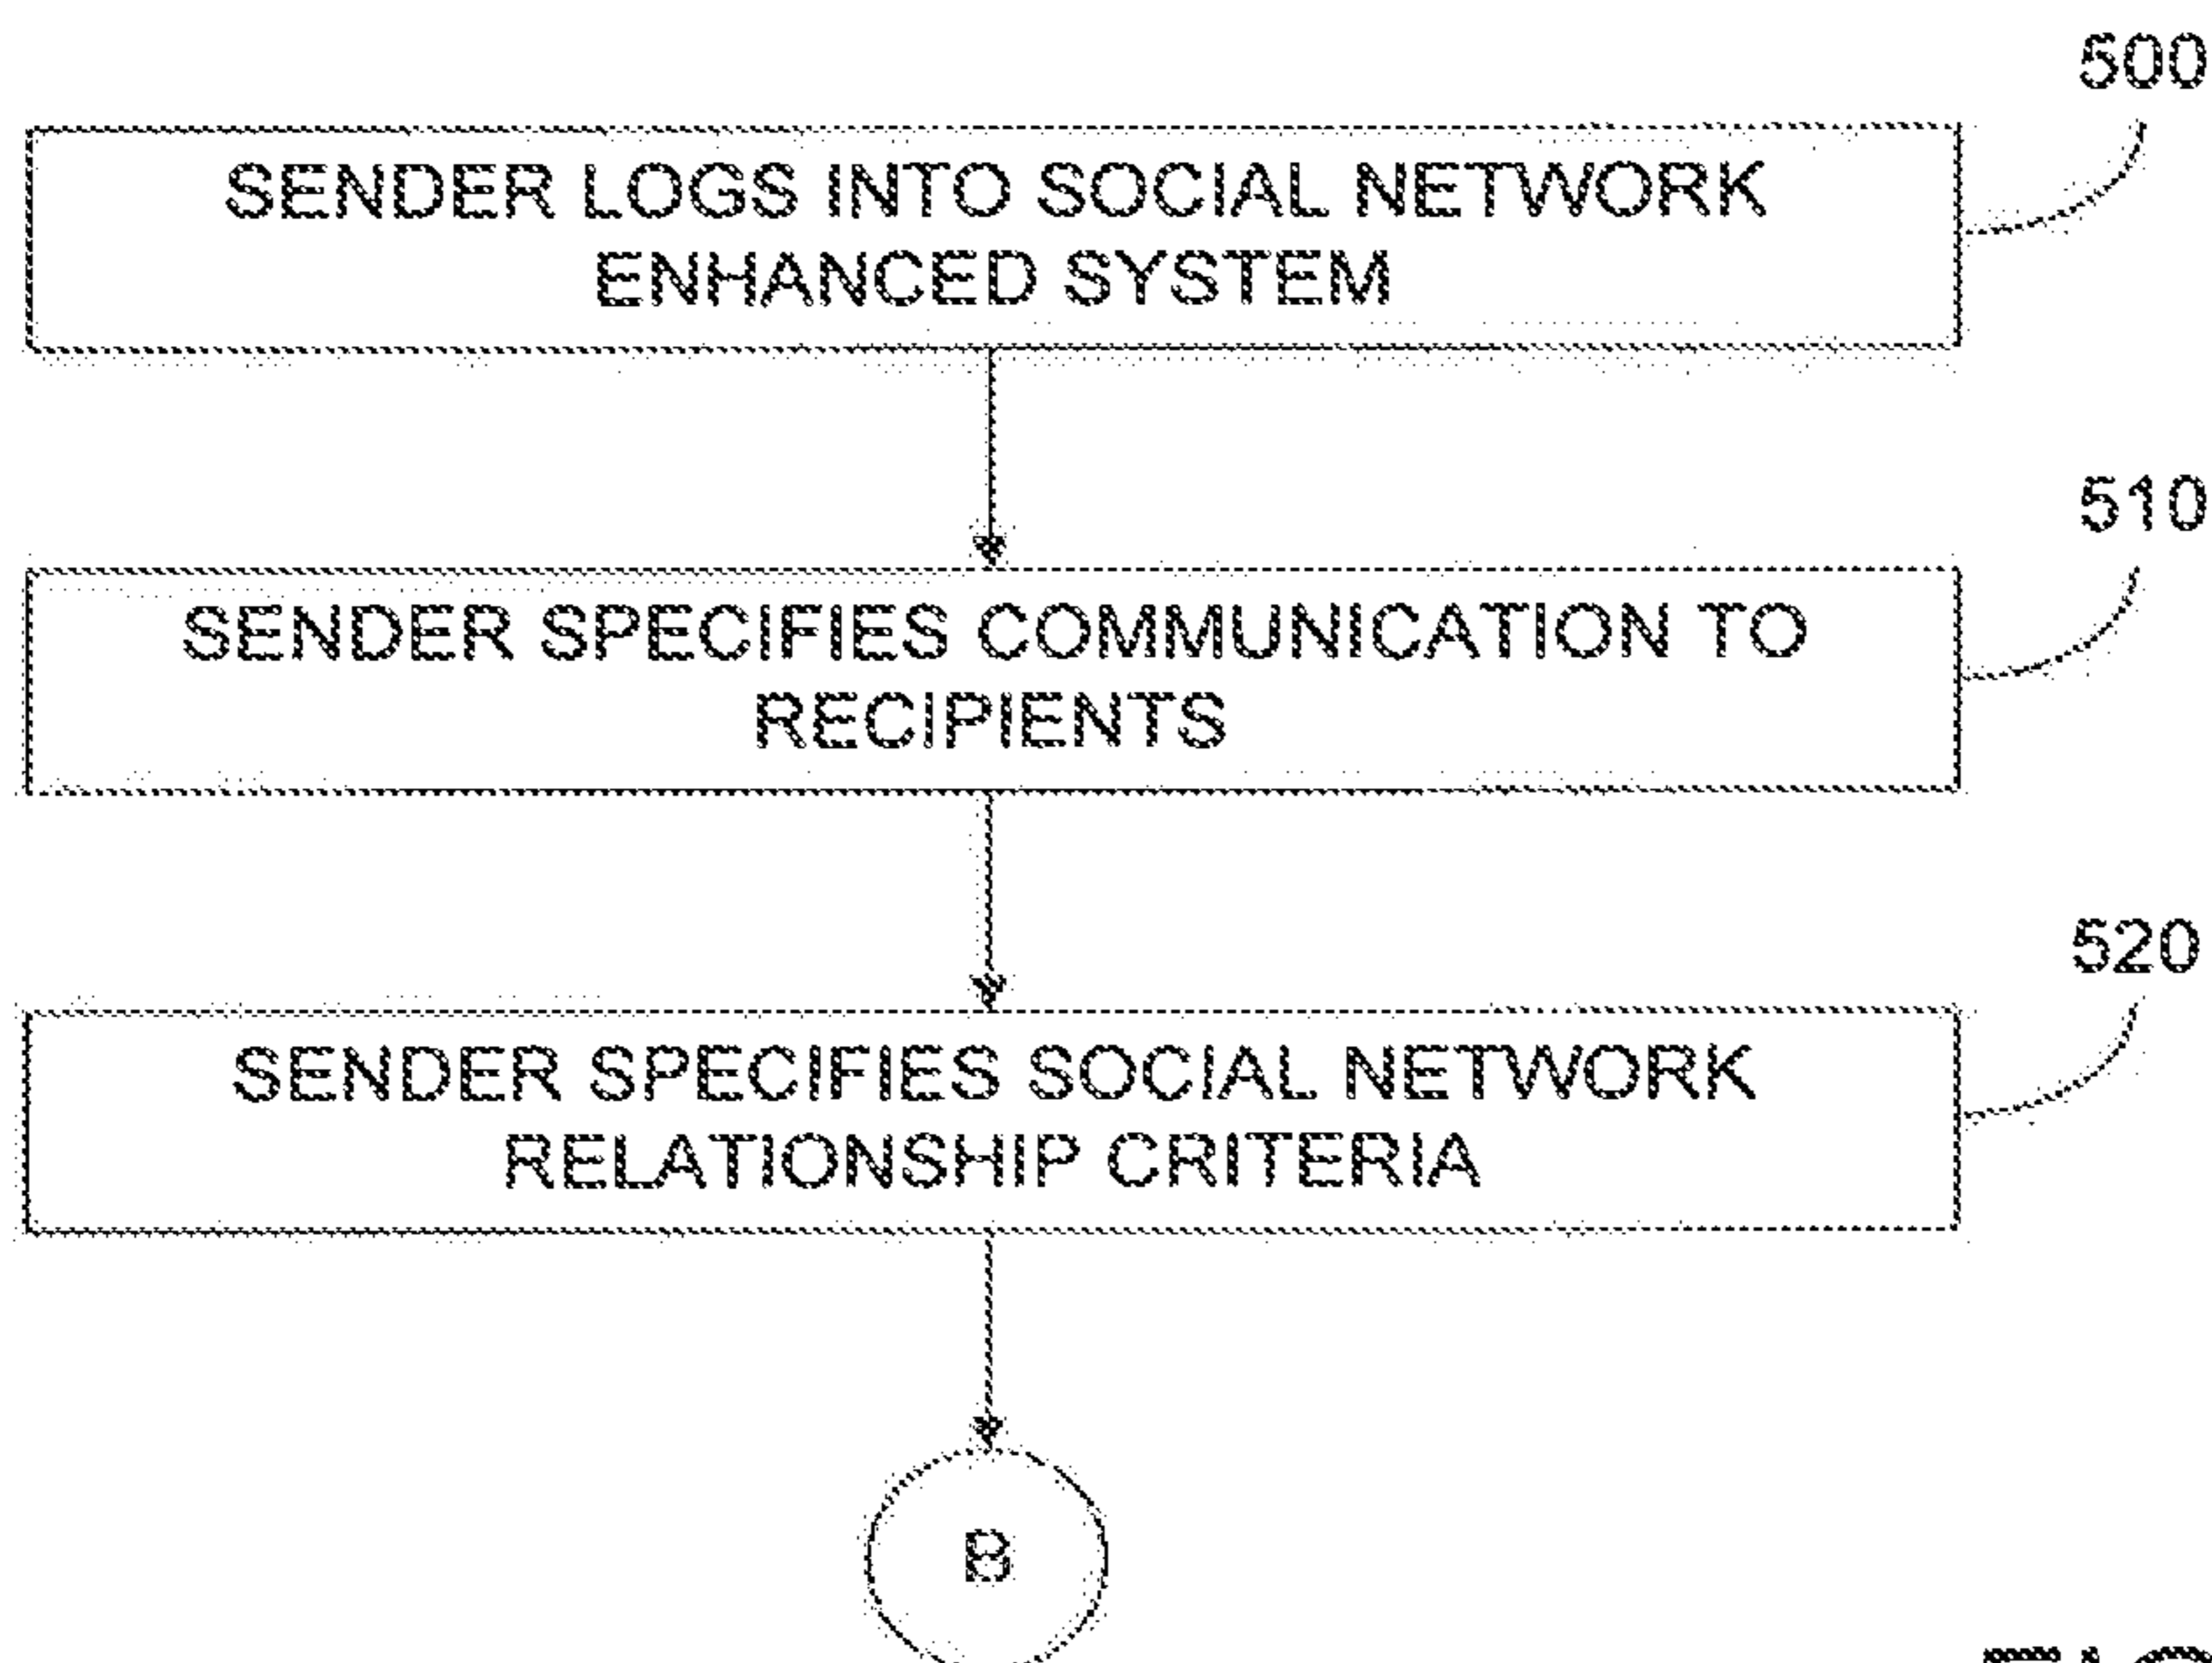 500
SENDER LOGS INTO SOCIAL NETWORK
ENHANCED SYSTEM
510
SENDER SPECIFIES COMMUNICATION TO
RECIPIENTS
520
SENDER SPECIFIES SOCIAL NETWORK
RELATIONSHIP CRITERIA
B